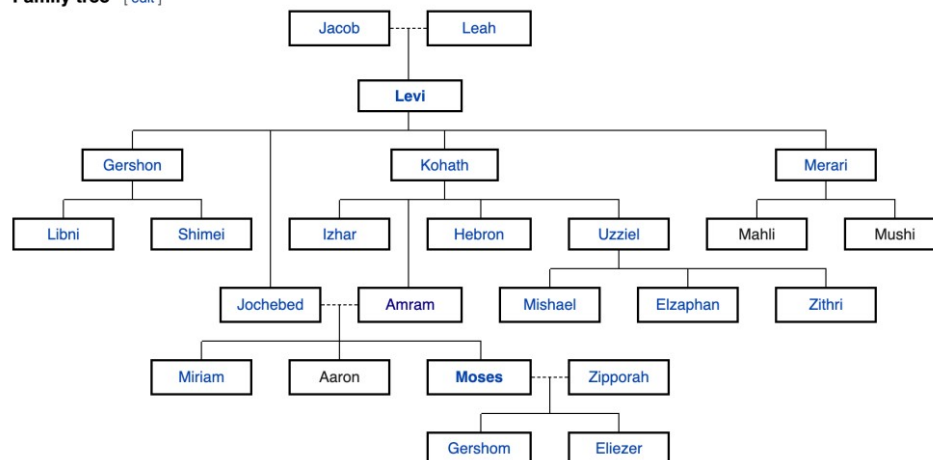 Family tree [ edit ]
Jacob Leah
Levi
Gershon Kohath Merari
Libni Shimei Izhar Hebron Uzziel Mahli Mushi
Jochebed Amram Mishael Elzaphan Zithri
Miriam Aaron Moses Zipporah
Gershom Eliezer